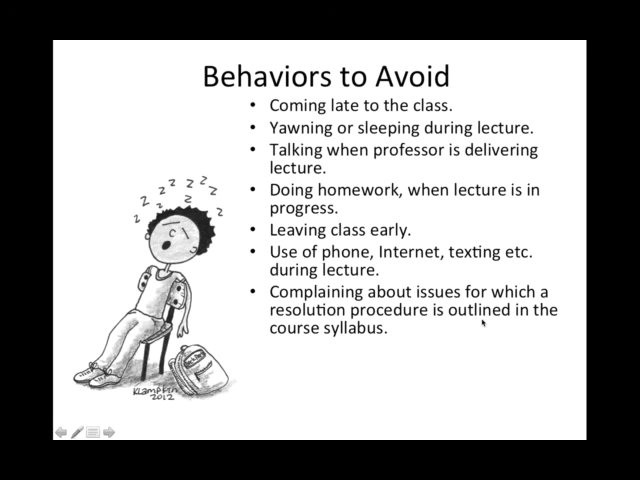 Behaviors to Avoid
• Coming late to the class.
• Yawning or sleeping during lecture.
• Talking when professor is delivering
lecture.
• Doing homework, when lecture is in
progress.
• Leaving class early.
• Use of phone, Internet, texting etc.
during lecture.
• Complaining about issues for which a
resolution procedure is outlined in the
course syllabus.
z z z z z z z z z
2012